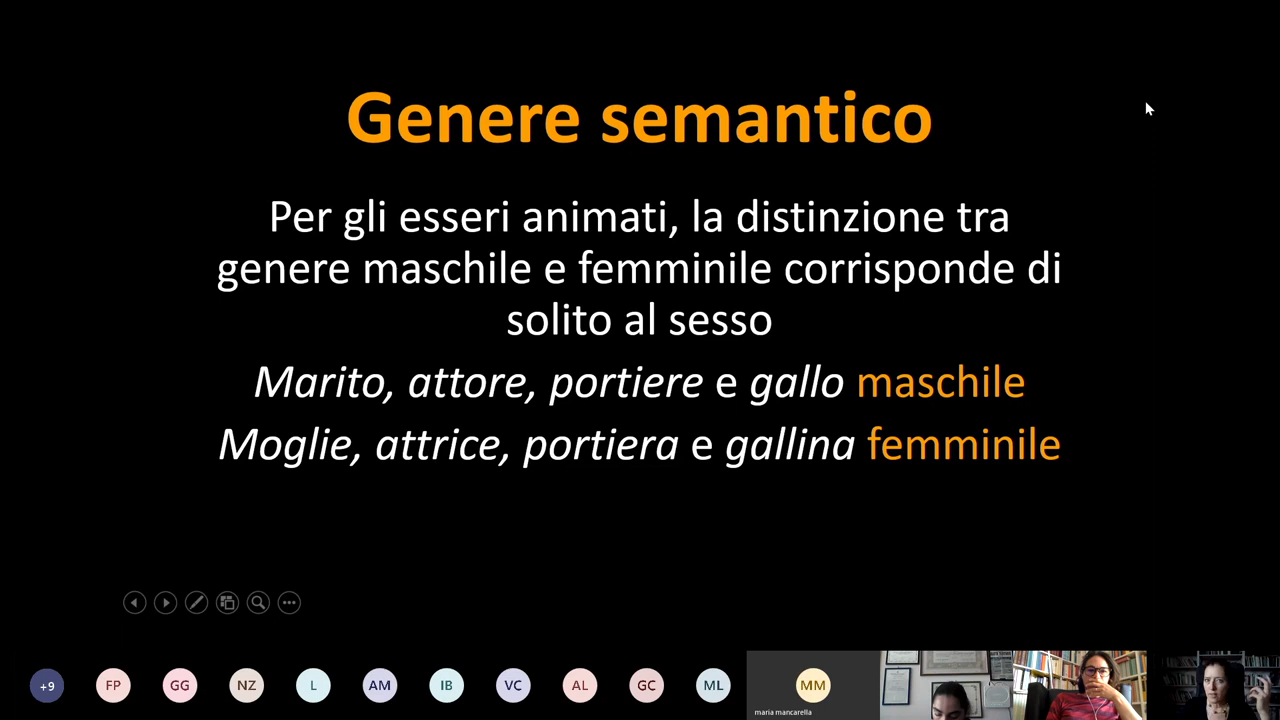 Genere semantico
Per gli esseri animati, la distinzione tra
genere maschile e femminile corrisponde di
solito al sesso
Marito, attore, portiere e gallo maschile
Moglie, attrice, portiera e gallina femminile
+9 FP GG NZ L AM IB VC AL GC ML MM
maria mancarella